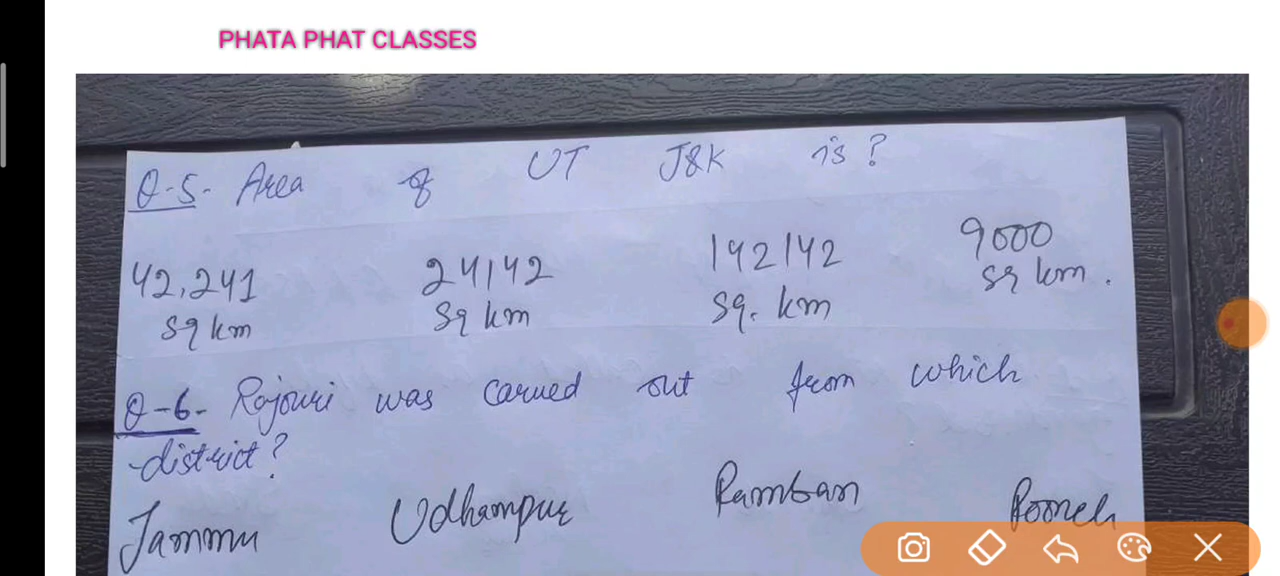 PHATA PHAT CLASSES
Q-5- Area of UT J&K is?
42,241 24142 192142 9000
sq km sq km sq. km sq km.
Q-6- Rajouri was carved out from which
district?
Jammu Udhampur Ramban Poonch